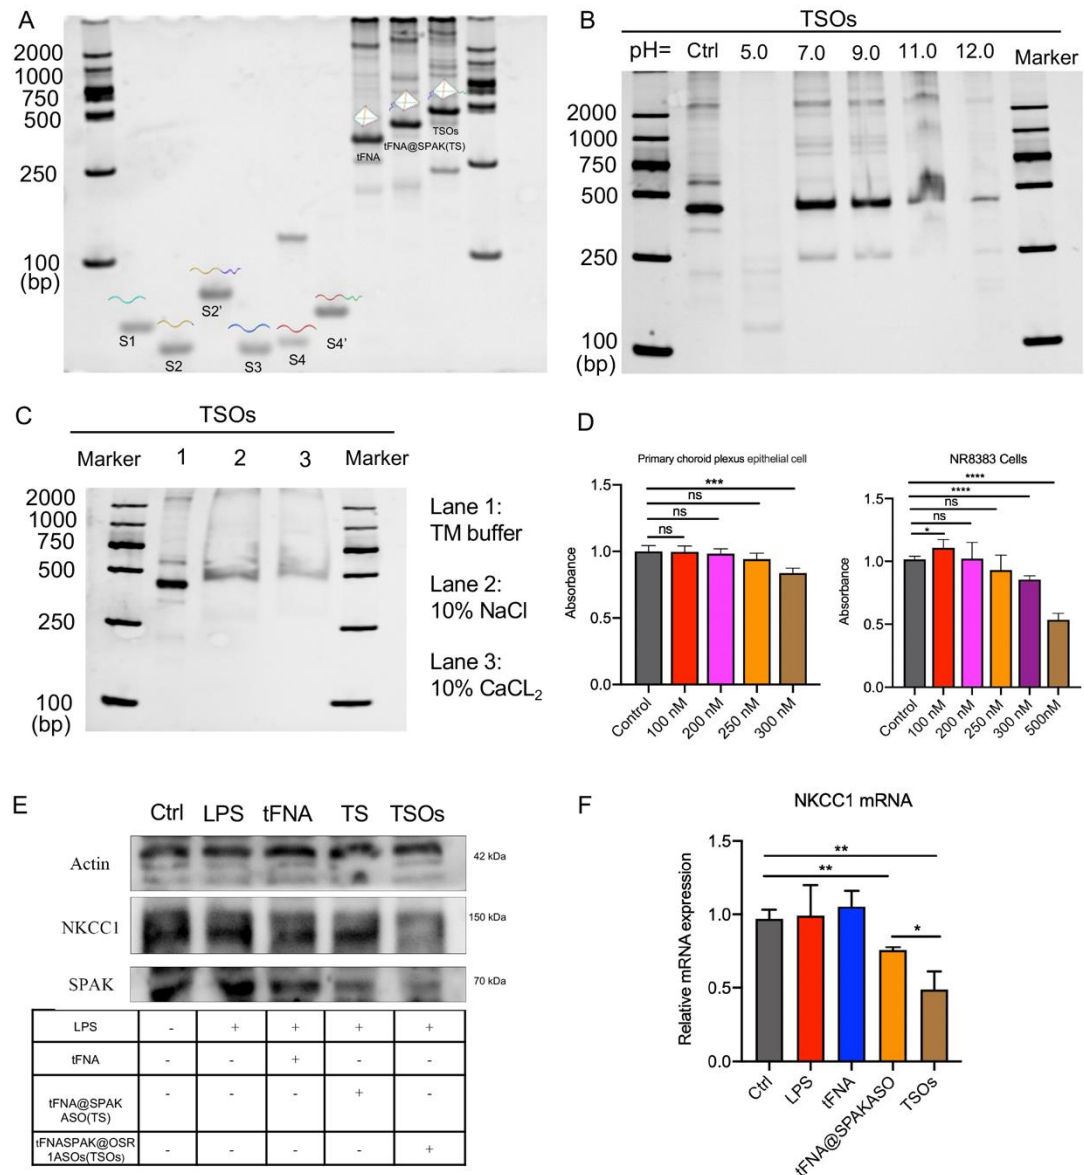 A
2000
1000
750
500
250
100
(bp)
S1
S2
S2'
S3
S4
S4'
tFNA
tFNA@SPAK(TS)
TSOs
B
TSOs
pH= Ctrl 5.0 7.0 9.0 11.0 12.0 Marker
2000
1000
750
500
250
100
(bp)
C
TSOs
Marker 1 2 3 Marker
2000
1000
750
500
250
100
(bp)
Lane 1:
TM buffer
Lane 2:
10% NaCl
Lane 3:
10% CaCL2
D
Primary choroid plexus epithelial cell
Absorbance
1.5
1.0
0.5
0.0
***
ns
ns
ns
Control
100 nM
200 nM
250 nM
300 nM
NR8383 Cells
Absorbance
1.5
1.0
0.5
0.0
****
****
ns
ns
*
Control
100 nM
200 nM
250 nM
300 nM
500nM
E
Ctrl LPS tFNA TS TSOs
Actin 42 kDa
NKCC1 150 kDa
SPAK 70 kDa
LPS - + + + +
tFNA - - + - -
tFNA@SPAK
ASO(TS) - - - + -
tFNASPAK@OSR
1ASOs(TSOs) - - - - +
F
NKCC1 mRNA
Relative mRNA expression
1.5
1.0
0.5
0.0
**
**
*
Ctrl
LPS
tFNA
tFNA@SPAKASO
TSOs